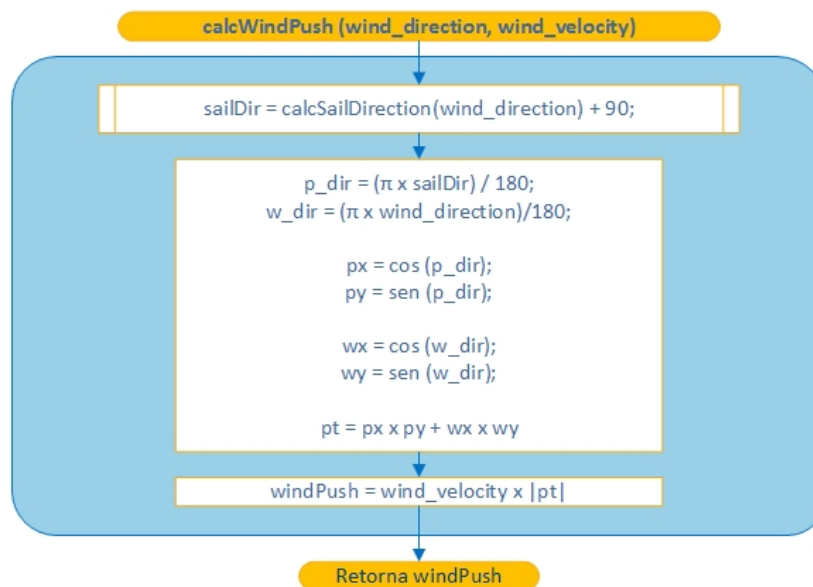 calcWindPush (wind_direction, wind_velocity)
sailDir = calcSailDirection(wind_direction) + 90;
p_dir = (π x sailDir) / 180;
w_dir = (π x wind_direction)/180;
px = cos (p_dir);
py = sen (p_dir);
wx = cos (w_dir);
wy = sen (w_dir);
pt = px x py + wx x wy
windPush = wind_velocity x |pt|
Retorna windPush